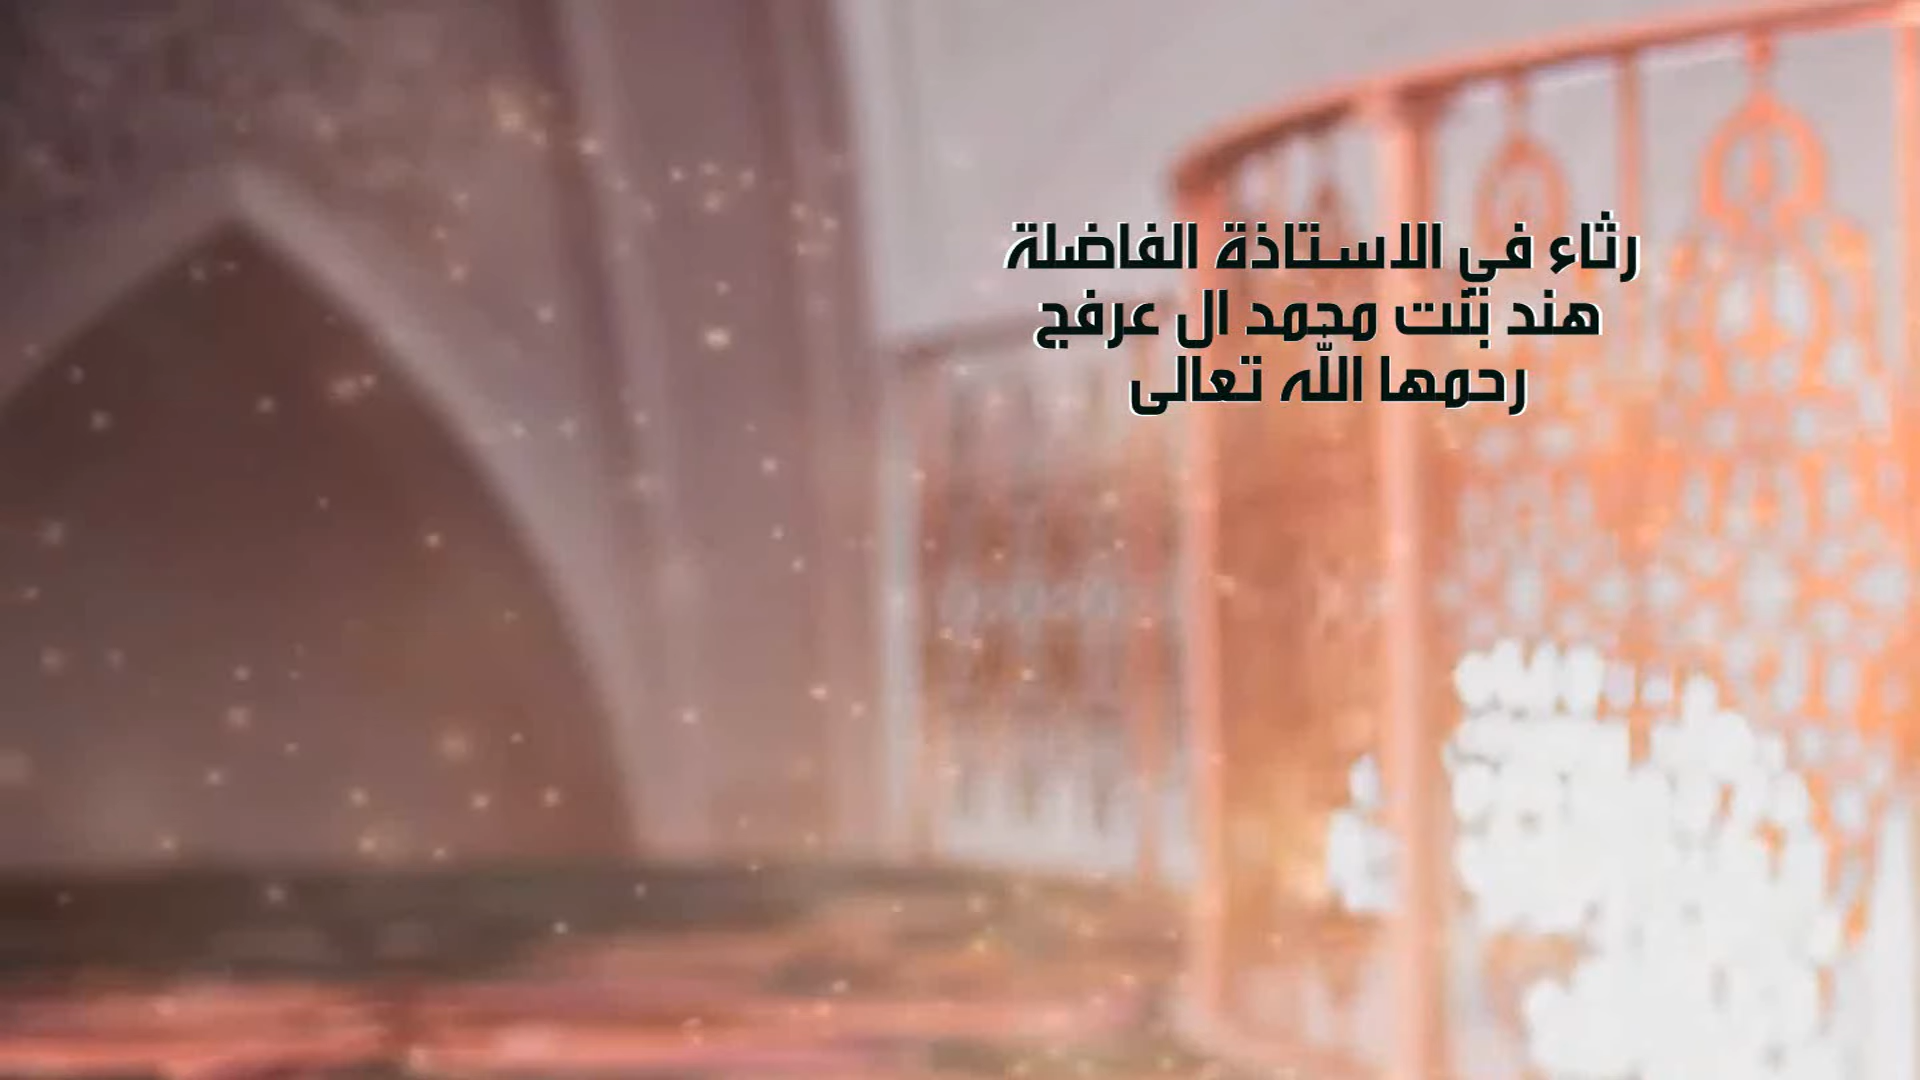 رثاء في الاستاذة الفاضلة
هند بنت محمد ال عرفج
رحمها الله تعالى